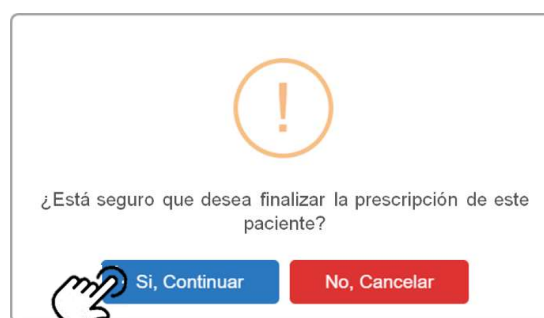 !
¿Está seguro que desea finalizar la prescripción de este
paciente?
Si, Continuar
No, Cancelar